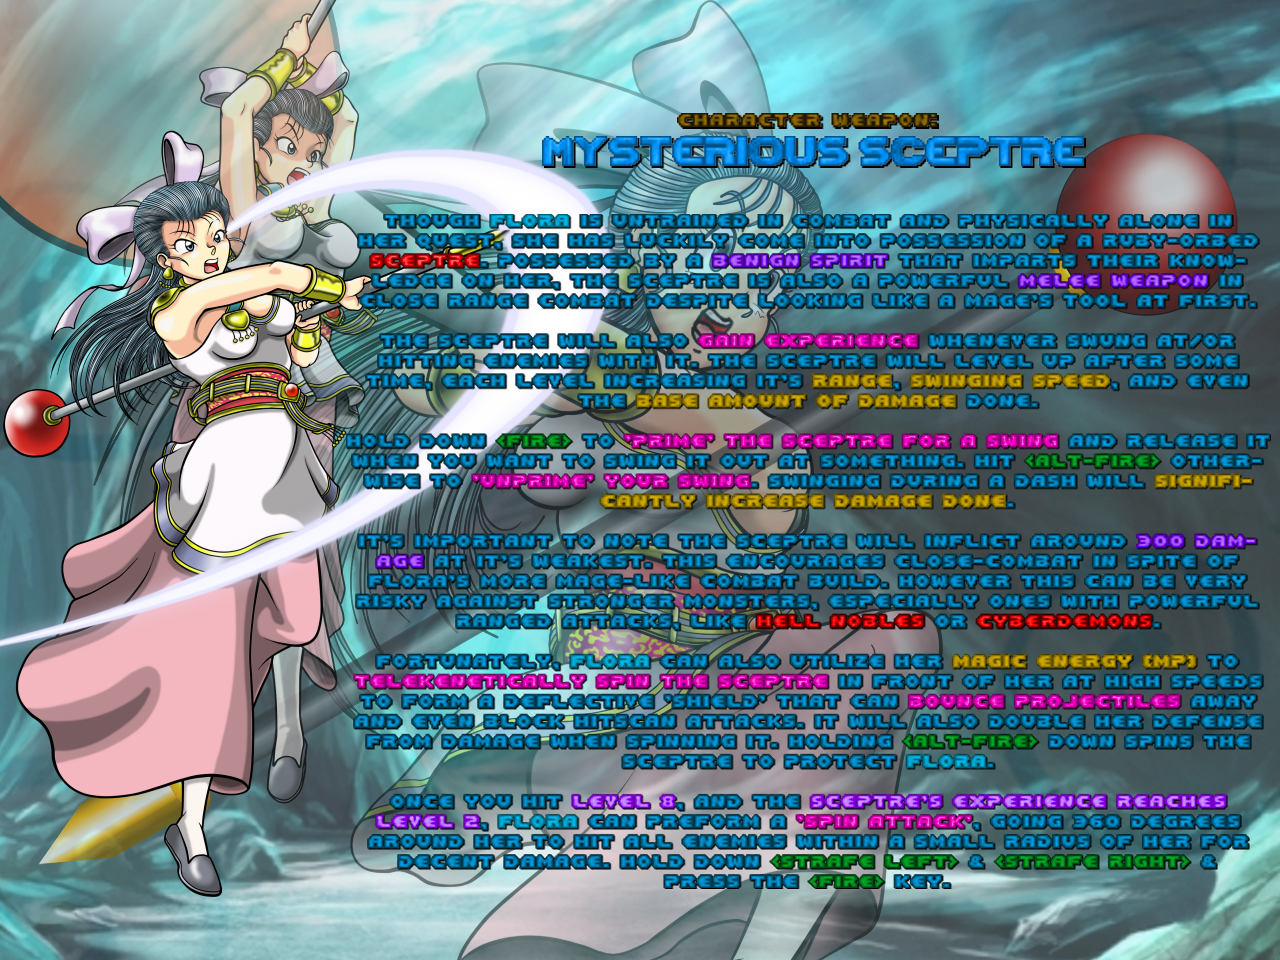 CHARACTER WEAPON:
MYSTERIOUS SCEPTRE
THOUGH FLORA IS UNTRAINED IN COMBAT AND PHYSICALLY ALONE IN
HER QUEST, SHE HAS LUCKILY COME INTO POSSESSION OF A RUBY-ORBED
SCEPTRE. POSSESSED BY A BENIGN SPIRIT THAT IMPARTS THEIR KNOW-
LEDGE ON HER, THE SCEPTRE IS ALSO A POWERFUL MELEE WEAPON IN
CLOSE RANGE COMBAT DESPITE LOOKING LIKE A MAGE'S TOOL AT FIRST.
THE SCEPTRE WILL ALSO GAIN EXPERIENCE WHENEVER SWUNG AT/OR
HITTING ENEMIES WITH IT. THE SCEPTRE WILL LEVEL UP AFTER SOME
TIME, EACH LEVEL INCREASING IT'S RANGE, SWINGING SPEED, AND EVEN
THE BASE AMOUNT OF DAMAGE DONE.
HOLD DOWN <FIRE> TO 'PRIME' THE SCEPTRE FOR A SWING AND RELEASE IT
WHEN YOU WANT TO SWING IT OUT AT SOMETHING. HIT <ALT-FIRE> OTHER-
WISE TO 'UNPRIME' YOUR SWING. SWINGING DURING A DASH WILL SIGNIFI-
CANTLY INCREASE DAMAGE DONE.
IT'S IMPORTANT TO NOTE THE SCEPTRE WILL INFLICT AROUND 300 DAM-
AGE AT IT'S WEAKEST. THIS ENCOURAGES CLOSE-COMBAT IN SPITE OF
FLORA'S MORE MAGE-LIKE COMBAT BUILD. HOWEVER THIS CAN BE VERY
RISKY AGAINST STRONG MONSTERS, ESPECIALLY ONES WITH POWERFUL
RANGED ATTACKS, LIKE HELL NOBLES OR CYBERDEMONS.
FORTUNATELY, FLORA CAN ALSO UTILIZE HER MAGIC ENERGY (MP) TO
TELEKENETICALLY SPIN THE SCEPTRE IN FRONT OF HER AT HIGH SPEEDS
TO FORM A DEFLECTIVE 'SHIELD' THAT CAN BOUNCE PROJECTILES AWAY
AND EVEN BLOCK HITSCAN ATTACKS. IT WILL ALSO DOUBLE HER DEFENSE
FROM DAMAGE WHEN SPINNING IT. HOLDING <ALT-FIRE> DOWN SPINS THE
SCEPTRE TO PROTECT FLORA.
ONCE YOU HIT LEVEL 8, AND THE SCEPTRE'S EXPERIENCE REACHES
LEVEL 2, FLORA CAN PREFORM A 'SPIN ATTACK', GOING 360 DEGREES
AROUND HER TO HIT ALL ENEMIES WITHIN A SMALL RADIUS OF HER FOR
DECENT DAMAGE. HOLD DOWN <STRAFE LEFT> & <STRAFE RIGHT> &
PRESS THE <FIRE> KEY.